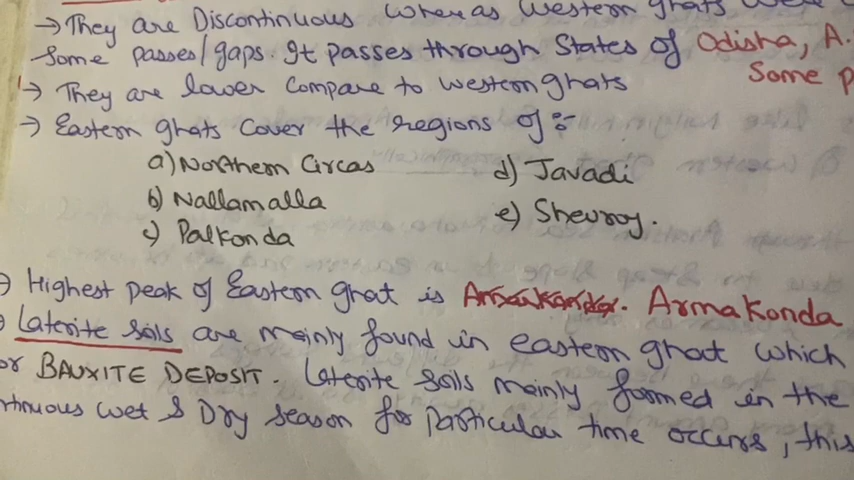 → They are Discontinuous whereas western ghats were
Some passes/gaps. It passes through States of Odisha, A.
Some p
→ They are lower compare to western ghats
→ Eastern ghats cover the regions of :-
a) Northern Circas
d) Javadi
b) Nallamalla
e) Shevroy.
c) Palkonda
Highest peak of Eastern ghat is Armakonda
Laterite soils are mainly found in eastern ghat which
or BAUXITE DEPOSIT. Laterite soils mainly formed in the
ntinuous wet & Dry season for particular time occurs, this